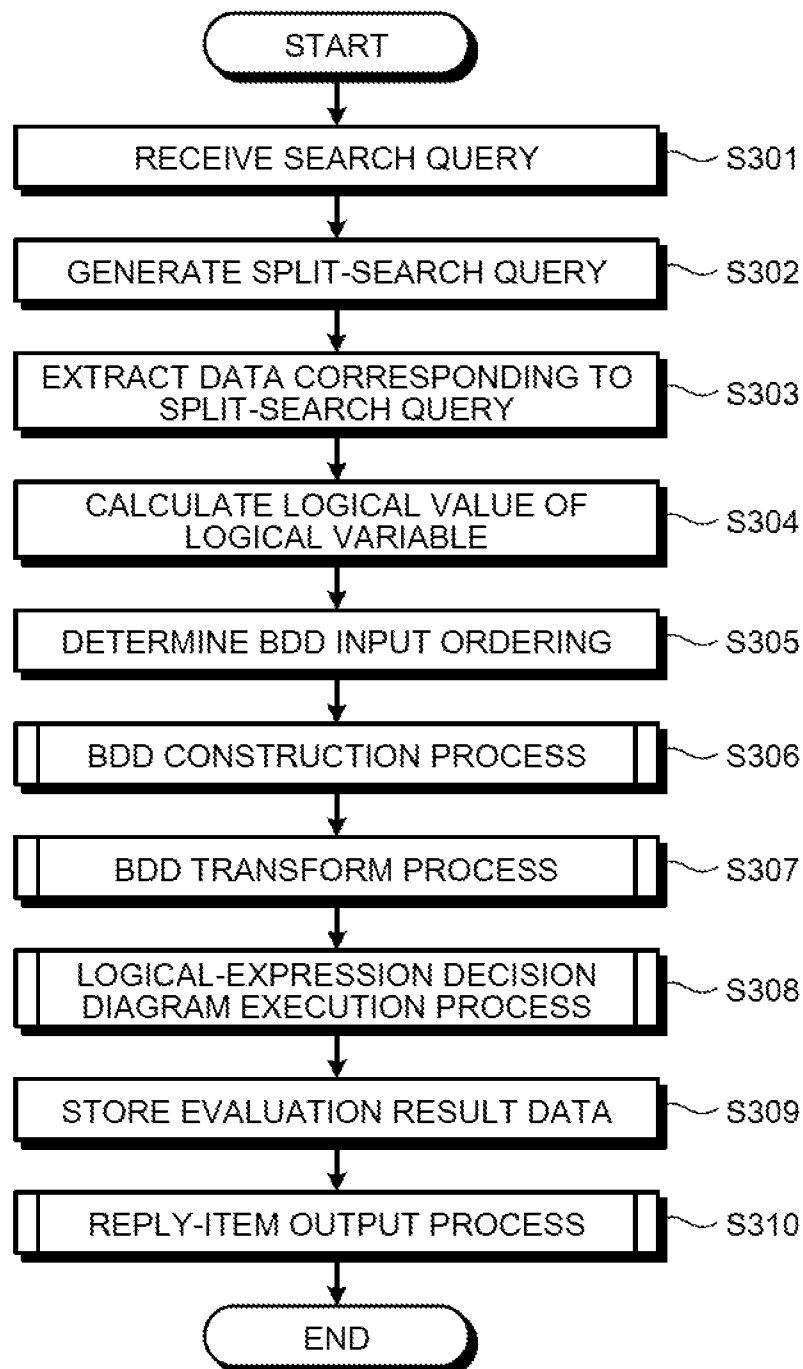 START
RECEIVE SEARCH QUERY
S301
GENERATE SPLIT-SEARCH QUERY
S302
EXTRACT DATA CORRESPONDING TO
SPLIT-SEARCH QUERY
S303
CALCULATE LOGICAL VALUE OF
LOGICAL VARIABLE
S304
DETERMINE BDD INPUT ORDERING
S305
BDD CONSTRUCTION PROCESS
S306
BDD TRANSFORM PROCESS
S307
LOGICAL-EXPRESSION DECISION
DIAGRAM EXECUTION PROCESS
S308
STORE EVALUATION RESULT DATA
S309
REPLY-ITEM OUTPUT PROCESS
S310
END